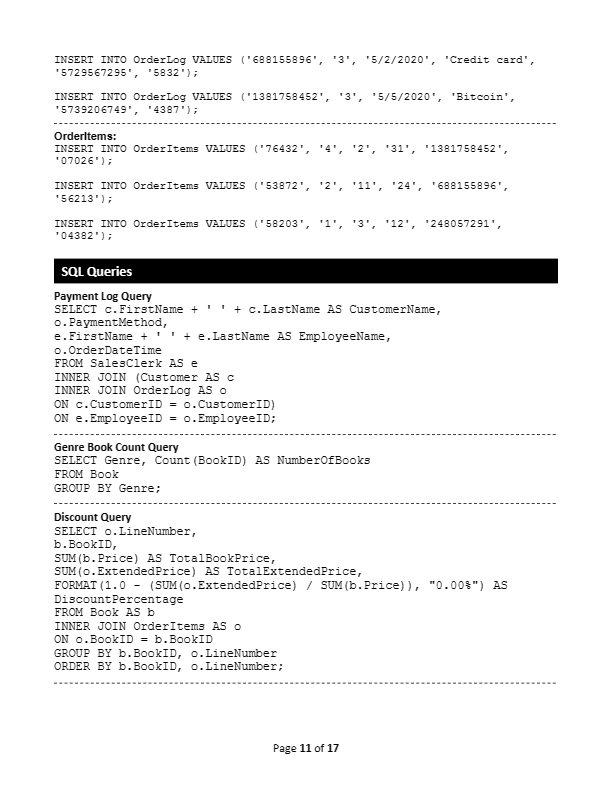 INSERT INTO OrderLog VALUES ('688155896', '3', '5/2/2020', 'Credit card',
'5729567295', '5832');
INSERT INTO OrderLog VALUES ('1381758452', '3', '5/5/2020', 'Bitcoin',
'5739206749', '4387');
OrderItems:
INSERT INTO OrderItems VALUES ('76432', '4', '2', '31', '1381758452',
'07026');
INSERT INTO OrderItems VALUES ('53872', '2', '11', '24', '688155896',
'56213');
INSERT INTO OrderItems VALUES ('58203', '1', '3', '12', '248057291',
'04382');
SQL Queries
Payment Log Query
SELECT c.FirstName + ' ' + c.LastName AS CustomerName,
o.PaymentMethod,
e.FirstName + ' ' + e.LastName AS EmployeeName,
o.OrderDateTime
FROM SalesClerk AS e
INNER JOIN (Customer AS c
INNER JOIN OrderLog AS o
ON c.CustomerID = o.CustomerID)
ON e.EmployeeID = o.EmployeeID;
Genre Book Count Query
SELECT Genre, Count(BookID) AS NumberOfBooks
FROM Book
GROUP BY Genre;
Discount Query
SELECT o.LineNumber,
b.BookID,
SUM(b.Price) AS TotalBookPrice,
SUM(o.ExtendedPrice) AS TotalExtendedPrice,
FORMAT(1.0 - (SUM(o.ExtendedPrice) / SUM(b.Price)), "0.00%") AS
DiscountPercentage
FROM Book AS b
INNER JOIN OrderItems AS o
ON o.BookID = b.BookID
GROUP BY b.BookID, o.LineNumber
ORDER BY b.BookID, o.LineNumber;
Page 11 of 17